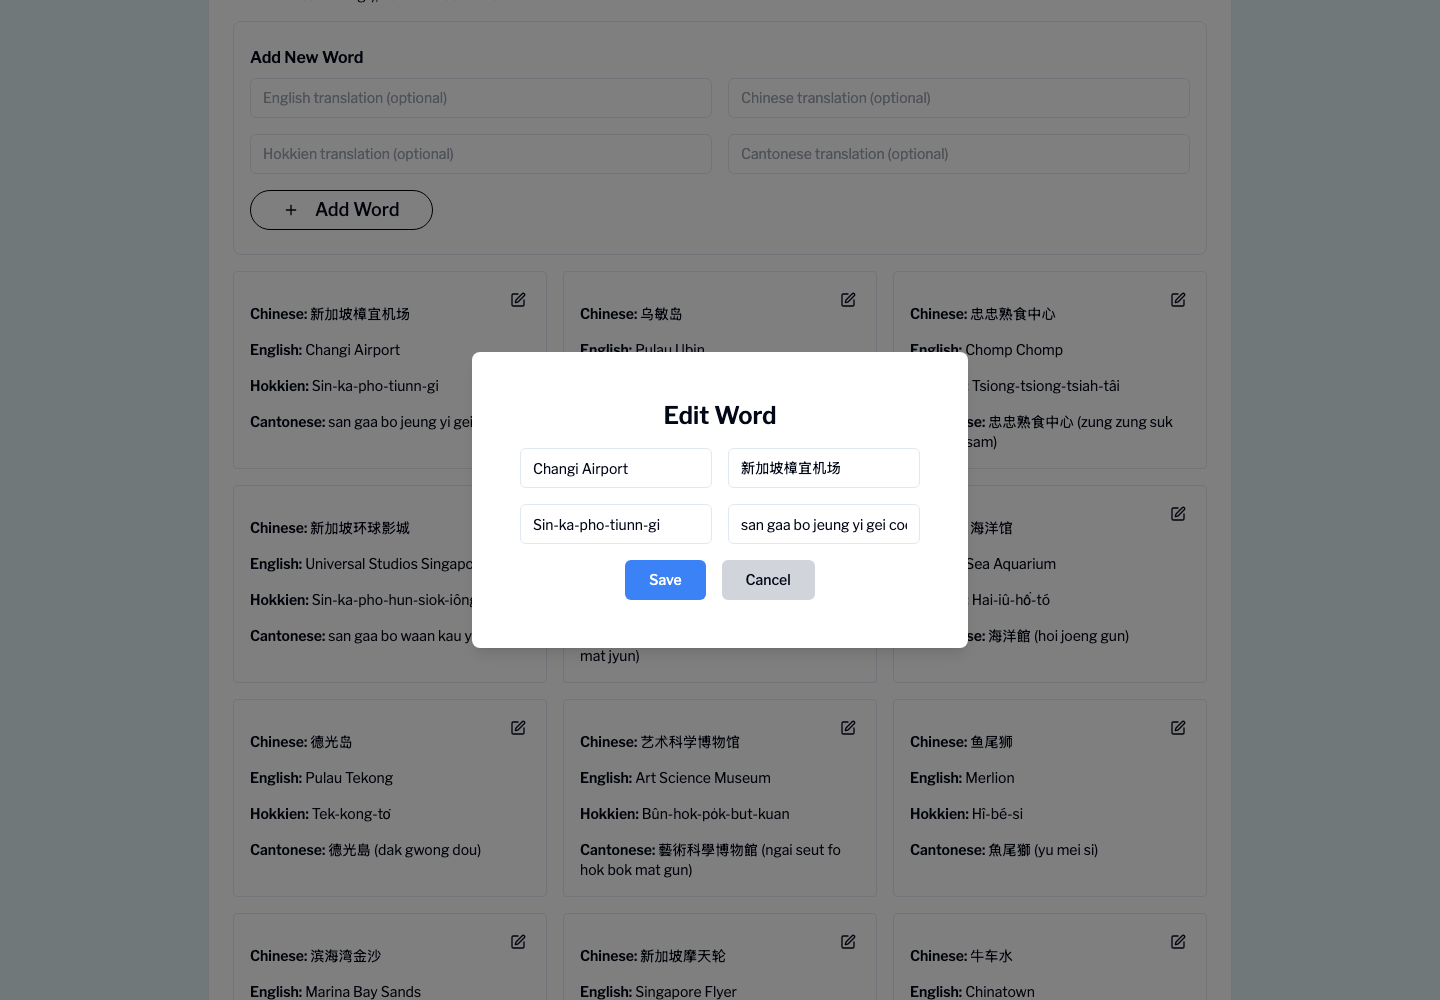 Add New Word
English translation (optional)
Chinese translation (optional)
Hokkien translation (optional)
Cantonese translation (optional)
+ Add Word
Chinese: 新加坡樟宜机场
English: Changi Airport
Hokkien: Sin-ka-pho-tiunn-gi
Cantonese: san gaa bo jeung yi gei
Chinese: 乌敏岛
English: Pulau Ubin
Chinese: 忠忠熟食中心
English: Chomp Chomp
Tsiong-tsiong-tsiah-tâi
se: 忠忠熟食中心 (zung zung suk
sam)
Edit Word
Changi Airport
新加坡樟宜机场
Sin-ka-pho-tiunn-gi
san gaa bo jeung yi gei
Save
Cancel
Chinese: 新加坡环球影城
English: Universal Studios Singapo
Hokkien: Sin-ka-pho-hun-siok-iông
Cantonese: san gaa bo waan kau y
mat jyun)
海洋馆
Sea Aquarium
Hai-iû-hő͘-tó
se: 海洋館 (hoi joeng gun)
Chinese: 德光岛
English: Pulau Tekong
Hokkien: Tek-kong-tó͘
Cantonese: 德光島 (dak gwong dou)
Chinese: 艺术科学博物馆
English: Art Science Museum
Hokkien: Bûn-hok-po̍k-but-kuan
Cantonese: 藝術科學博物館 (ngai seut fo
hok bok mat gun)
Chinese: 鱼尾狮
English: Merlion
Hokkien: Hî-bé-si
Cantonese: 魚尾獅 (yu mei si)
Chinese: 滨海湾金沙
English: Marina Bay Sands
Chinese: 新加坡摩天轮
English: Singapore Flyer
Chinese: 牛车水
English: Chinatown